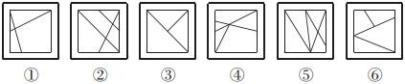 ① ② ③ ④ ⑤ ⑥